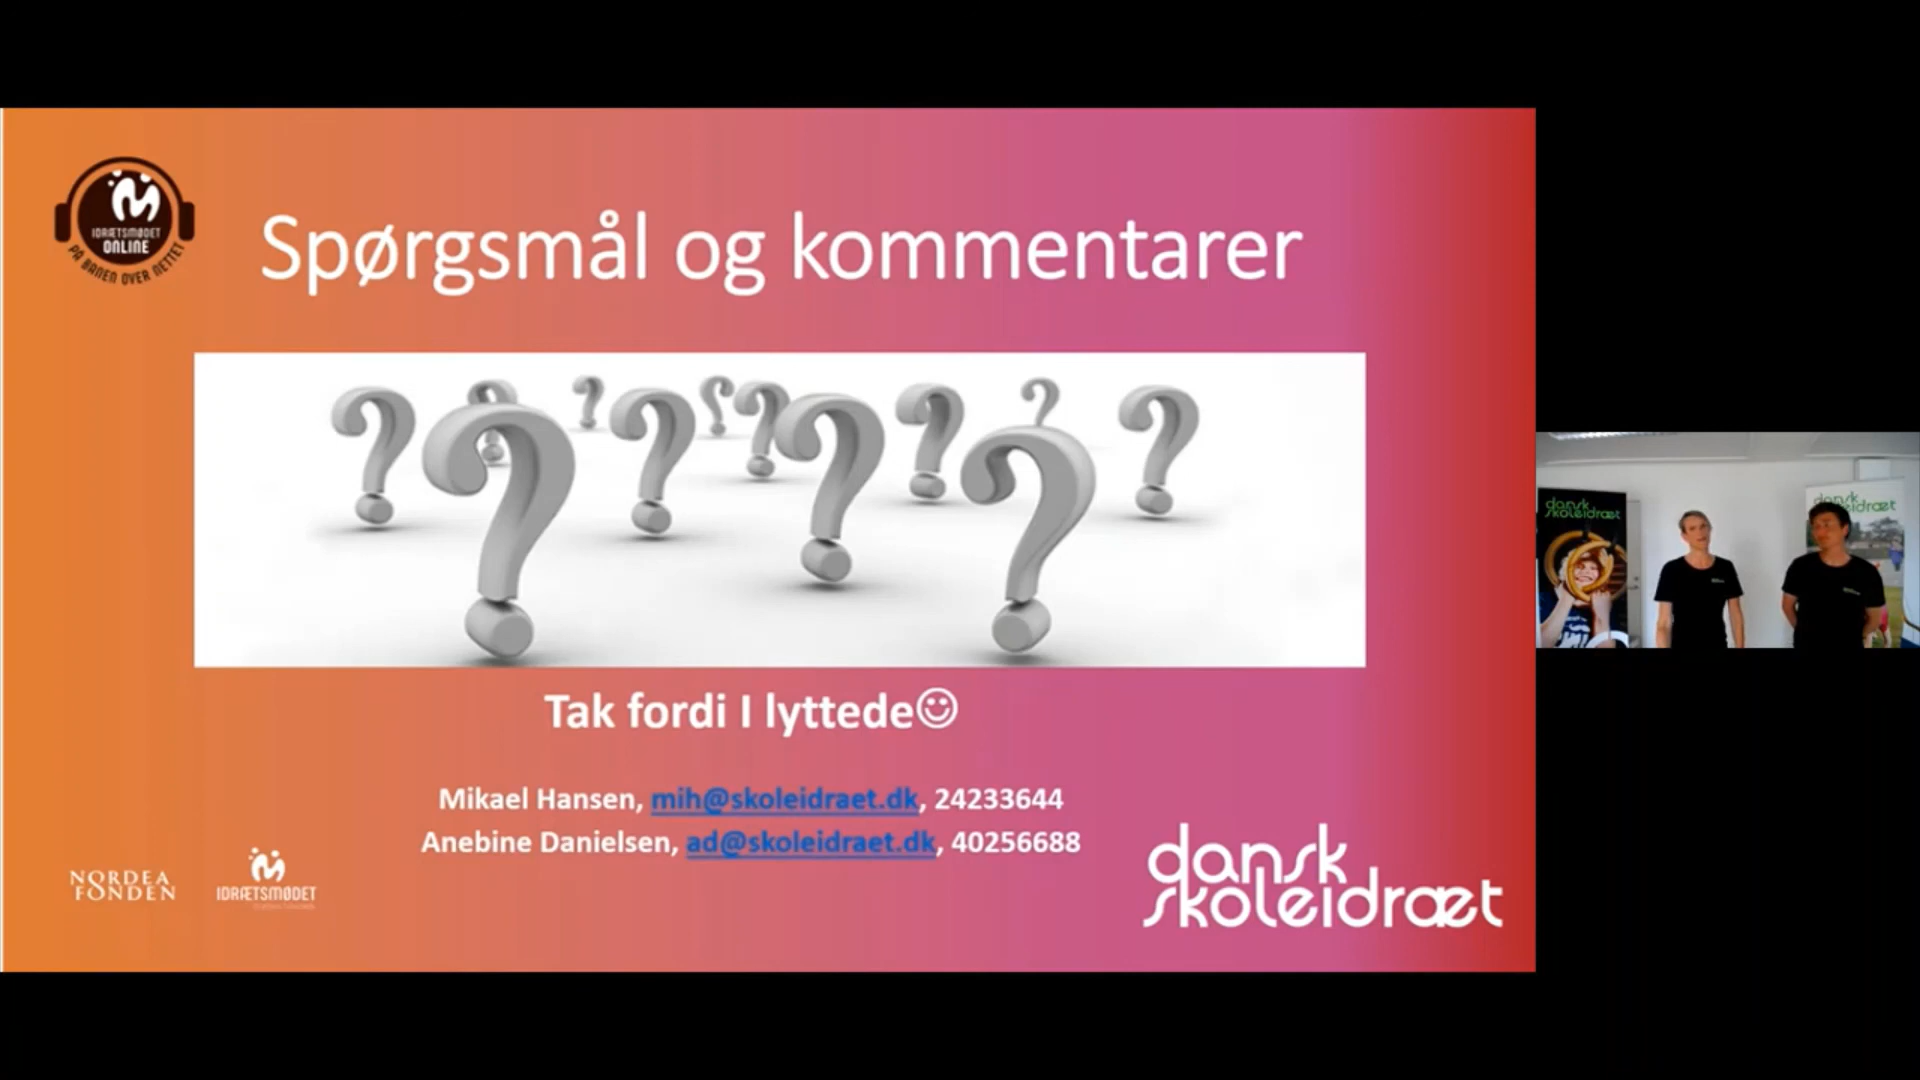 IDRÆTSMØDET
ONLINE
PÅ BANEN OVER NETTET
Spørgsmål og kommentarer
Tak fordi I lyttede☺
Mikael Hansen, mih@skoleidraet.dk, 24233644
Anebine Danielsen, ad@skoleidraet.dk, 40256688
NORDEA
FONDEN
IDRÆTSMØDET
dansk
skoleidræt
dansk
skoleidræt
dansk
skoleidræt